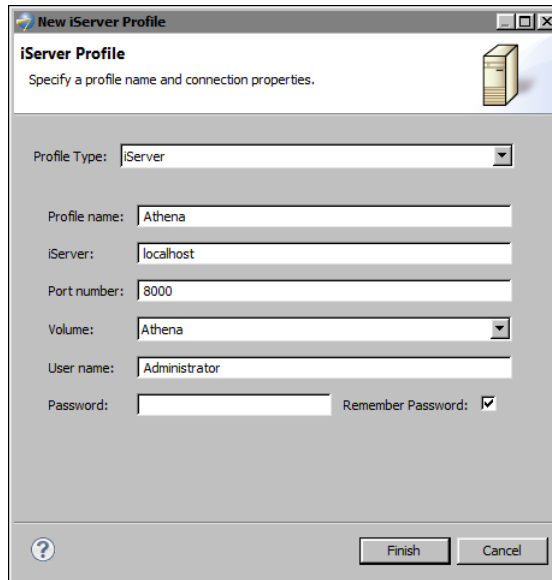 New iServer Profile
iServer Profile
Specify a profile name and connection properties.
Profile Type: iServer
Profile name: Athena
iServer: localhost
Port number: 8000
Volume: Athena
User name: Administrator
Password: Remember Password:
? Finish Cancel